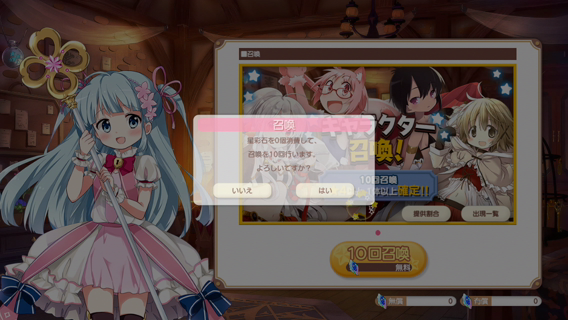 ■召喚
キャラクター
召喚!
10回召喚
以上確定!!
提供割合
出現一覧
召喚
星彩石を0個消費して、
召喚を10回行います。
よろしいですか?
いいえ
はい
10回召喚
無料
無償 0
有償 0